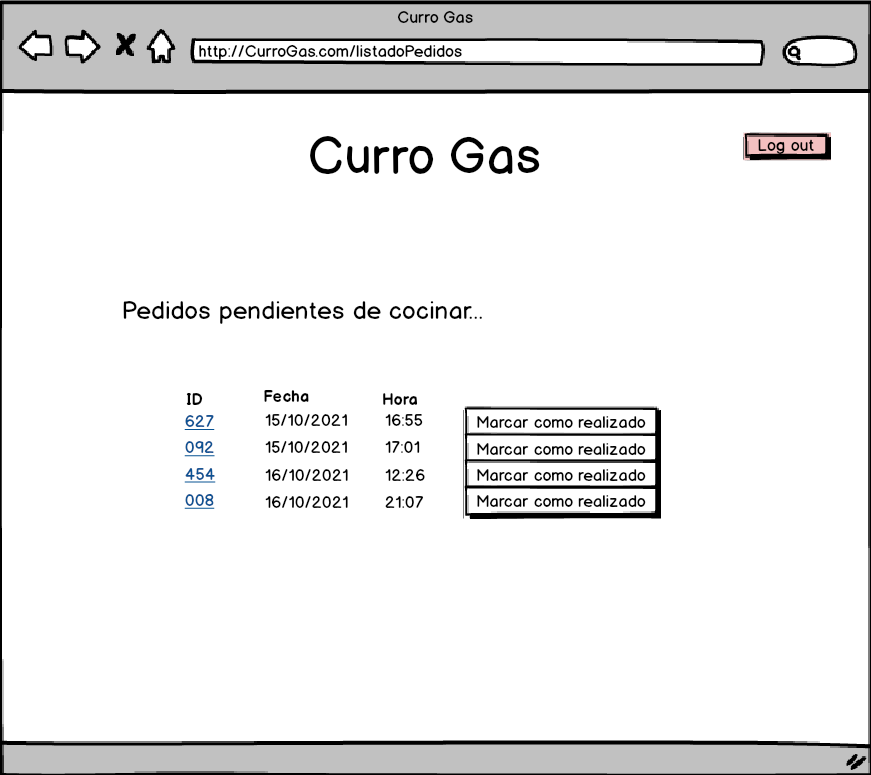 Curro Gas
http://CurroGas.com/listadoPedidos
Curro Gas
Log out
Pedidos pendientes de cocinar...
ID Fecha Hora
627 15/10/2021 16:55 Marcar como realizado
092 15/10/2021 17:01 Marcar como realizado
454 16/10/2021 12:26 Marcar como realizado
008 16/10/2021 21:07 Marcar como realizado